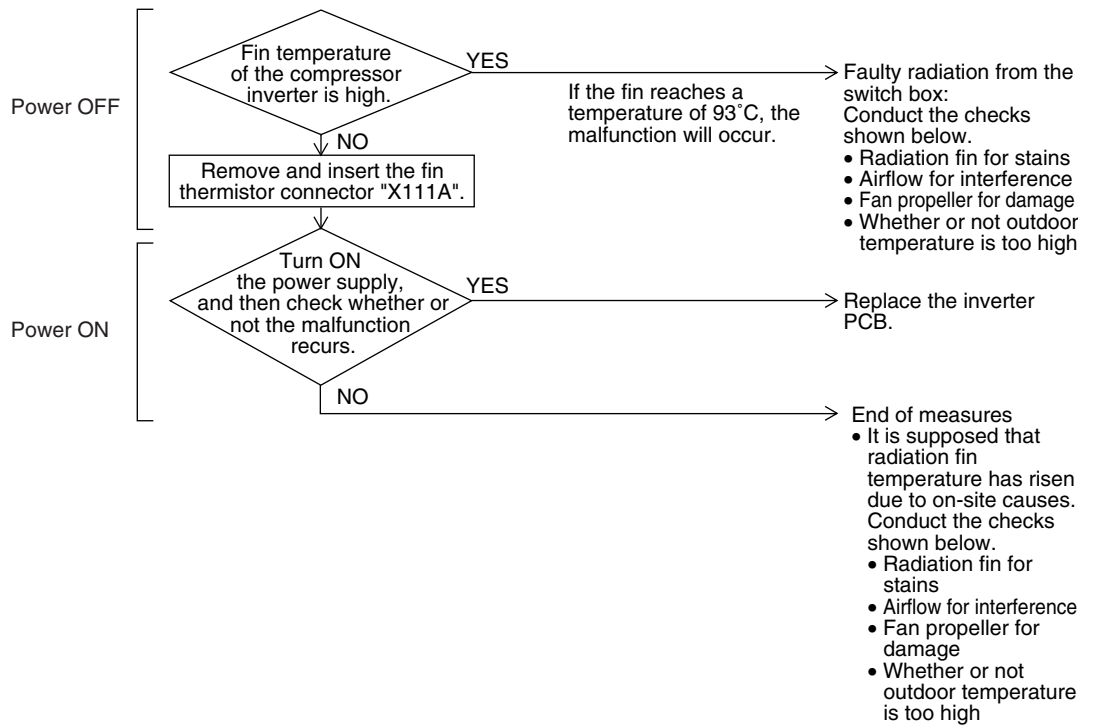 Power OFF
Fin temperature
of the compressor
inverter is high.
YES
If the fin reaches a
temperature of 93˚C, the
malfunction will occur.
Faulty radiation from the
switch box:
Conduct the checks
shown below.
• Radiation fin for stains
• Airflow for interference
• Fan propeller for damage
• Whether or not outdoor
temperature is too high
NO
Remove and insert the fin
thermistor connector "X111A".
Power ON
Turn ON
the power supply,
and then check whether or
not the malfunction
recurs.
YES
Replace the inverter
PCB.
NO
End of measures
• It is supposed that
radiation fin
temperature has risen
due to on-site causes.
Conduct the checks
shown below.
• Radiation fin for
stains
• Airflow for interference
• Fan propeller for
damage
• Whether or not
outdoor temperature
is too high